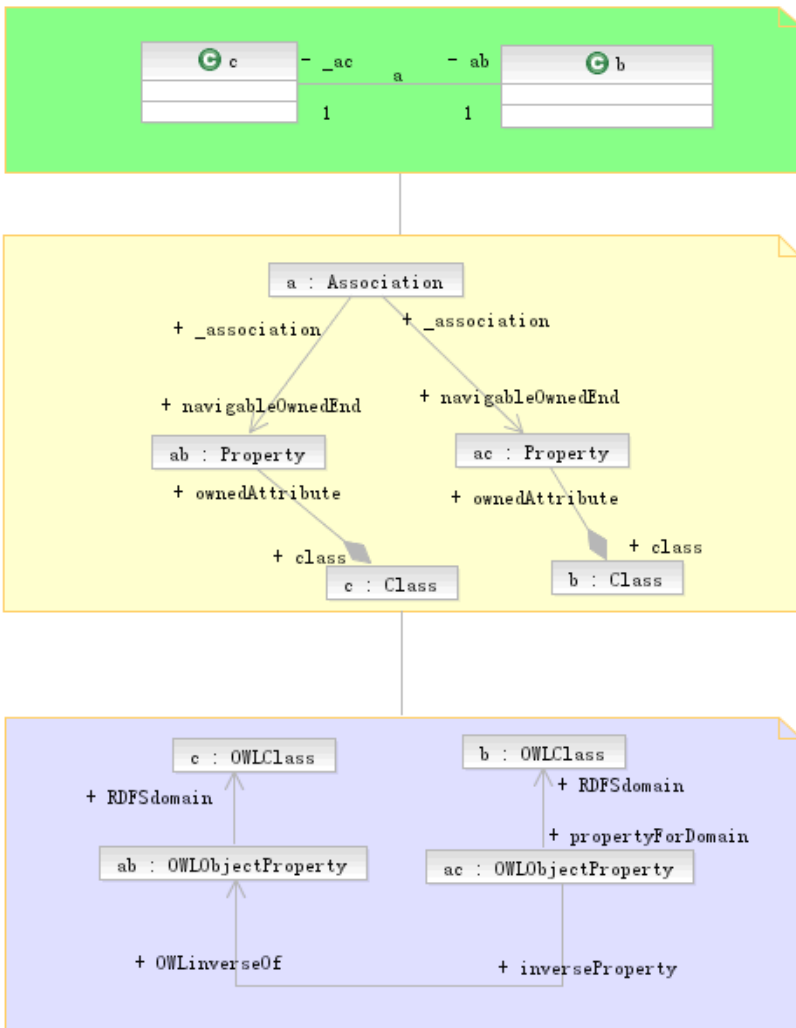 C c
- _ac
a
- ab
C b
1
1
a : Association
+ _association
+ _association
+ navigableOwnedEnd
+ navigableOwnedEnd
ab : Property
ac : Property
+ ownedAttribute
+ ownedAttribute
+ class
+ class
c : Class
b : Class
c : OWLClass
b : OWLClass
+ RDFSdomain
+ RDFSdomain
+ propertyForDomain
ab : OWLObjectProperty
ac : OWLObjectProperty
+ OWLinverseOf
+ inverseProperty